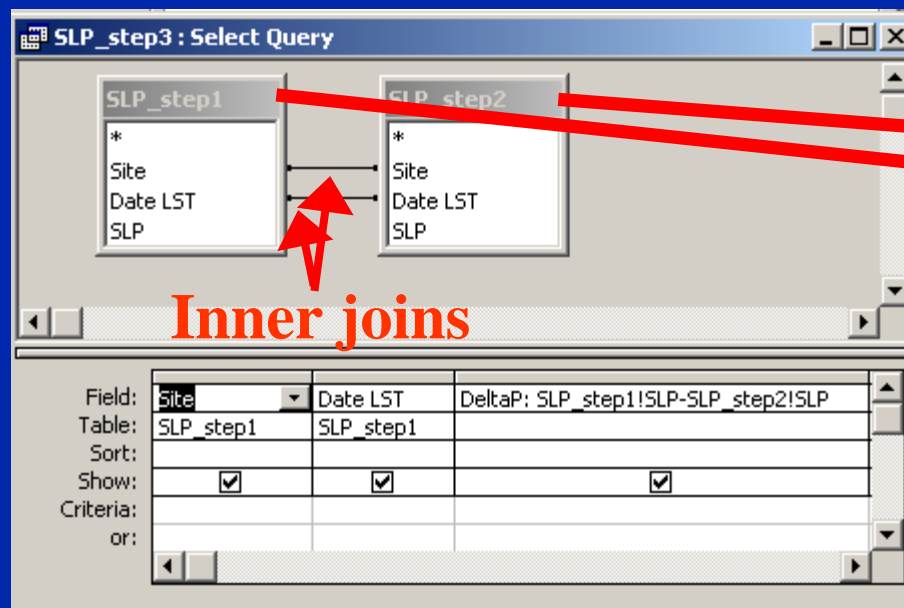 SLP_step3 : Select Query
SLP_step1 SLP_step2
* *
Site Site
Date LST Date LST
SLP SLP
Inner joins
Field: Site Date LST DeltaP: SLP_step1!SLP-SLP_step2!SLP
Table: SLP_step1 SLP_step1
Sort:
Show:
Criteria:
or: